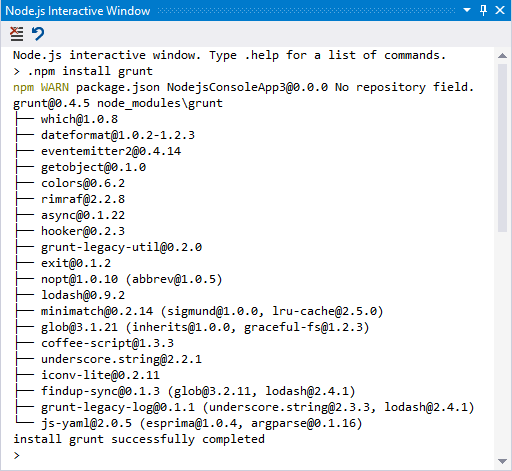 Node.js Interactive Window
Node.js interactive window. Type .help for a list of commands.
> .npm install grunt
npm WARN package.json NodejsConsoleApp3@0.0.0 No repository field.
grunt@0.4.5 node_modules\grunt
├── which@1.0.8
├── dateformat@1.0.2-1.2.3
├── eventemitter2@0.4.14
├── getobject@0.1.0
├── colors@0.6.2
├── rimraf@2.2.8
├── async@0.1.22
├── hooker@0.2.3
├── grunt-legacy-util@0.2.0
├── exit@0.1.2
├── nopt@1.0.10 (abbrev@1.0.5)
├── lodash@0.9.2
├── minimatch@0.2.14 (sigmund@1.0.0, lru-cache@2.5.0)
├── glob@3.1.21 (inherits@1.0.0, graceful-fs@1.2.3)
├── coffee-script@1.3.3
├── underscore.string@2.2.1
├── iconv-lite@0.2.11
├── findup-sync@0.1.3 (glob@3.2.11, lodash@2.4.1)
├── grunt-legacy-log@0.1.1 (underscore.string@2.3.3, lodash@2.4.1)
└── js-yaml@2.0.5 (esprima@1.0.4, argparse@0.1.16)
install grunt successfully completed
>